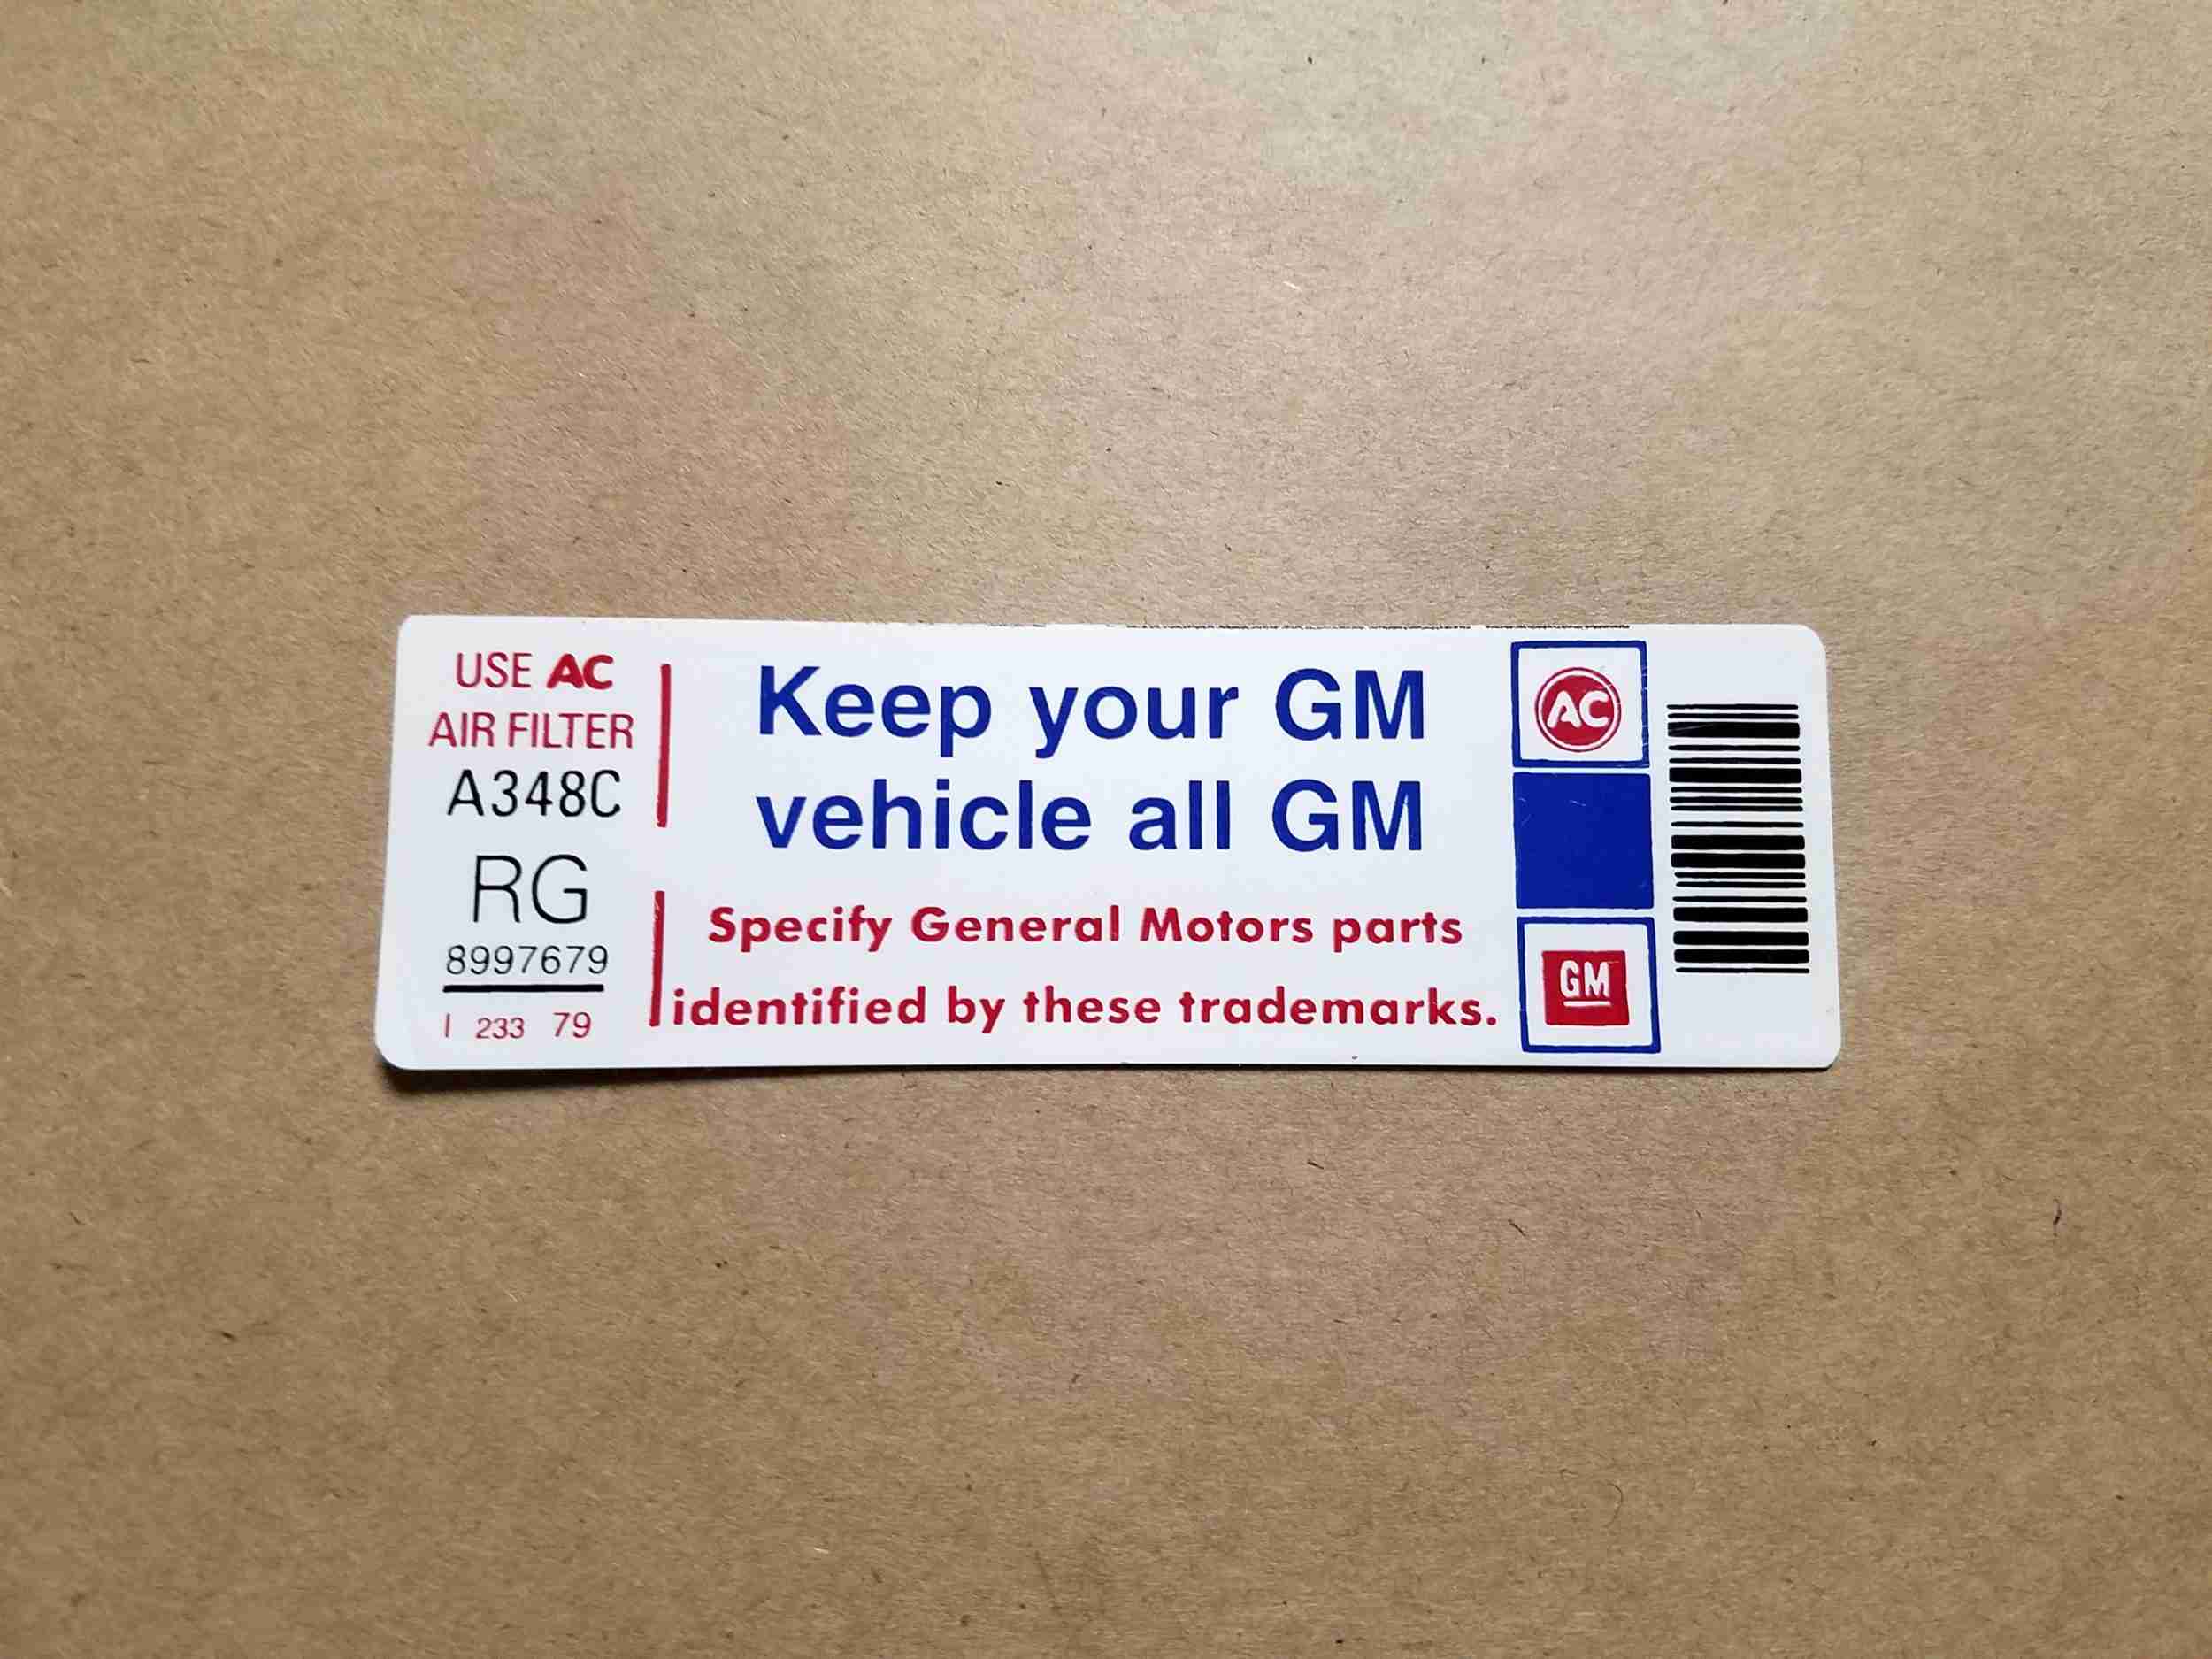 USE AC
AIR FILTER
A348C
RG
8997679
I 233 79
Keep your GM
vehicle all GM
Specify General Motors parts
identified by these trademarks.
AC
GM